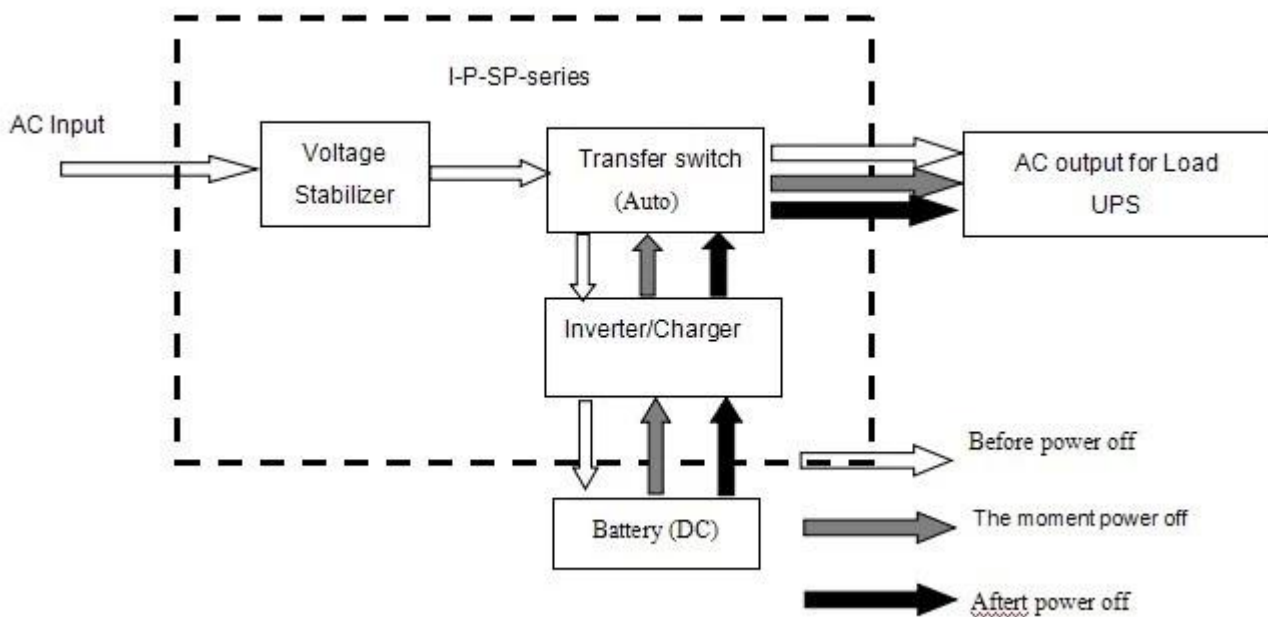 I-P-SP-series
AC Input
Voltage
Stabilizer
Transfer switch
(Auto)
AC output for Load
UPS
Inverter/Charger
Battery (DC)
Before power off
The moment power off
Aftert power off